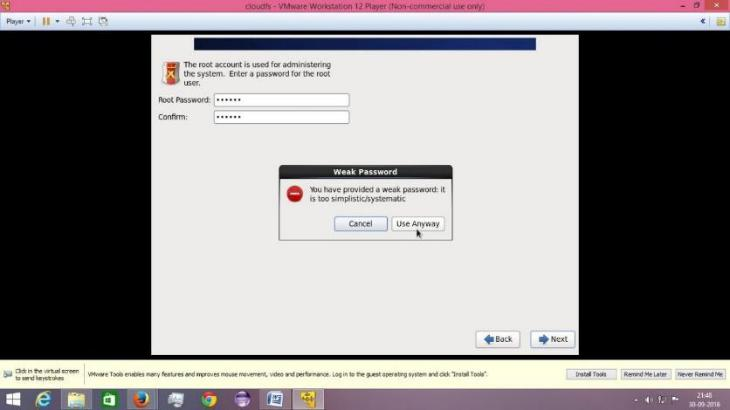 cloudfs - VMware Workstation 12 Player (Non-commercial use only)
Player
The root account is used for administering
the system. Enter a password for the root
user.
Root Password: ••••••
Confirm: ••••••
Weak Password
You have provided a weak password: it
is too simplistic/systematic
Cancel
Use Anyway
Back
Next
Click in the virtual screen
to send keystrokes
VMware Tools enables many features and improves mouse movement, video and performance. Log in to the guest operating system and click "Install Tools".
Install Tools
Remind Me Later
Never Remind Me
21:48
30-09-2016